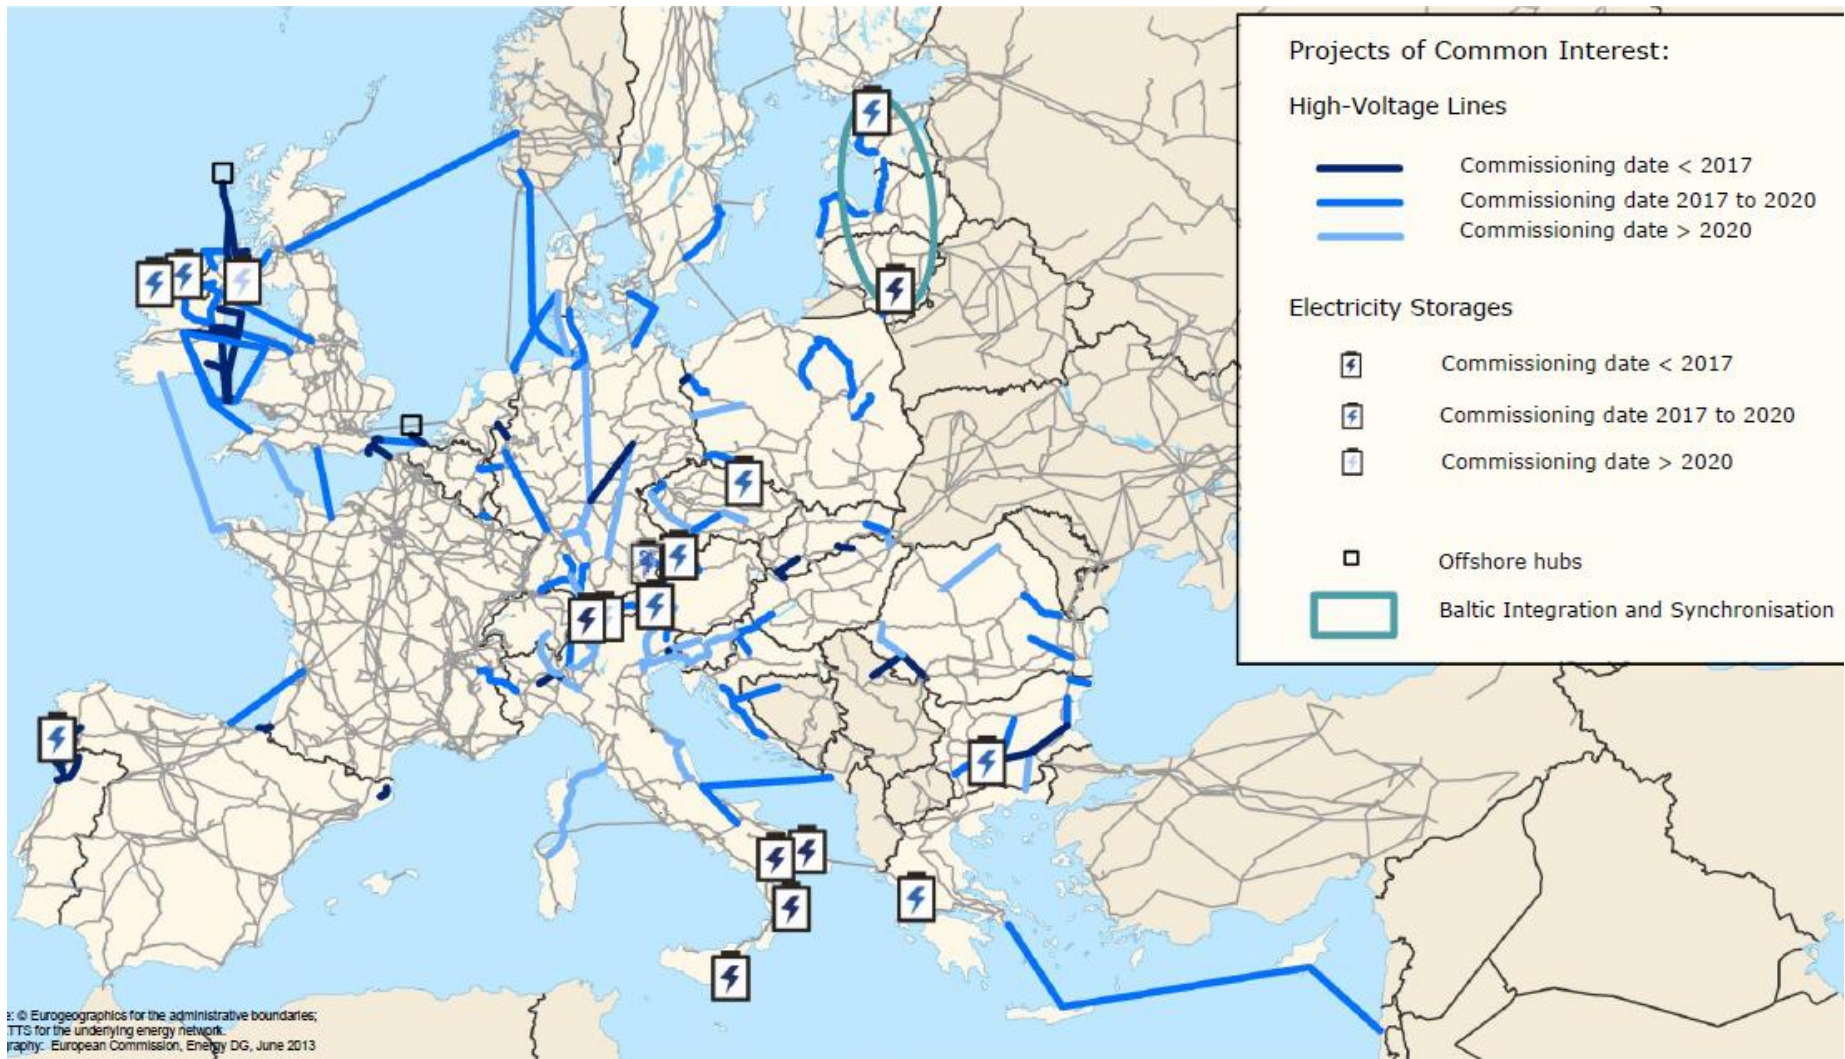 Projects of Common Interest:
High-Voltage Lines
Commissioning date < 2017
Commissioning date 2017 to 2020
Commissioning date > 2020
Electricity Storages
Commissioning date < 2017
Commissioning date 2017 to 2020
Commissioning date > 2020
Offshore hubs
Baltic Integration and Synchronisation
e: © Eurogeographics for the administrative boundaries;
TTS for the underlying energy network.
raphy: European Commission, Energy DG, June 2013